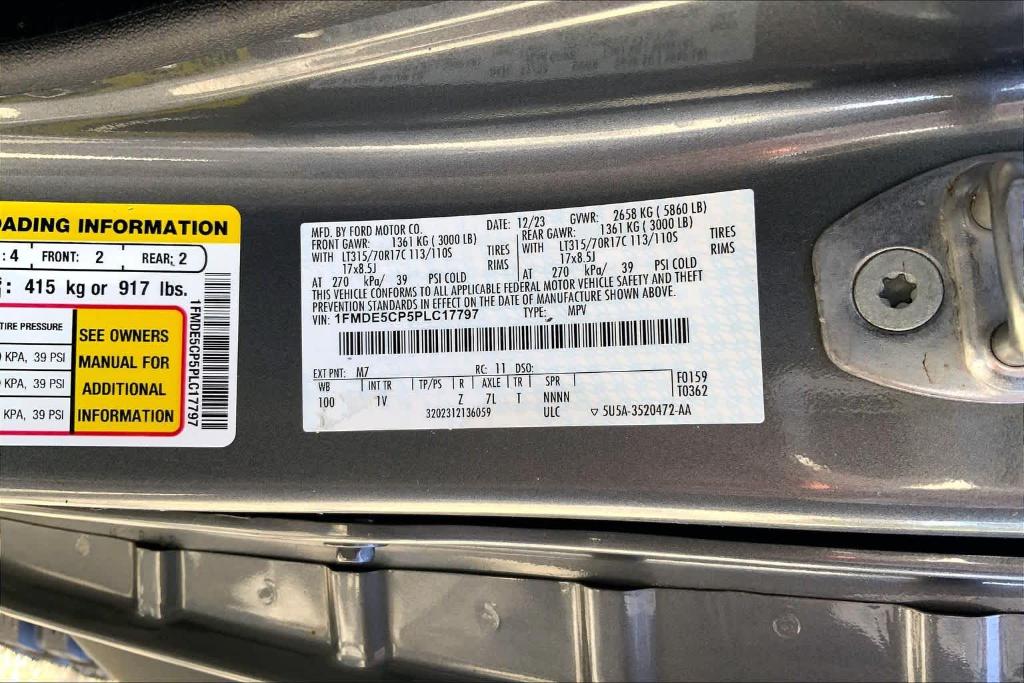 OADING INFORMATION
: 4 FRONT: 2 REAR: 2
: 415 kg or 917 lbs.
TIRE PRESSURE
KPA, 39 PSI
KPA, 39 PSI
KPA, 39 PSI
SEE OWNERS
MANUAL FOR
ADDITIONAL
INFORMATION
1FMDE5CP5PLC17797
MFD. BY FORD MOTOR CO. DATE: 12/23 GVWR: 2658 KG ( 5860 LB)
FRONT GAWR: 1361 KG ( 3000 LB) REAR GAWR: 1361 KG ( 3000 LB)
WITH LT315/70R17C 113/110S TIRES WITH LT315/70R17C 113/110S TIRES
17x8.5J RIMS 17x8.5J RIMS
AT 270 kPa/ 39 PSI COLD AT 270 kPa/ 39 PSI COLD
THIS VEHICLE CONFORMS TO ALL APPLICABLE FEDERAL MOTOR VEHICLE SAFETY AND THEFT
PREVENTION STANDARDS IN EFFECT ON THE DATE OF MANUFACTURE SHOWN ABOVE.
VIN: 1FMDE5CP5PLC17797 TYPE: MPV
EXT PNT: M7 RC: 11 DSO:
WB INT TR TP/PS R AXLE TR SPR F0159
100 1V Z 7L T NNNN T0362
3202312136059 ULC ▽ 5U5A-3520472-AA